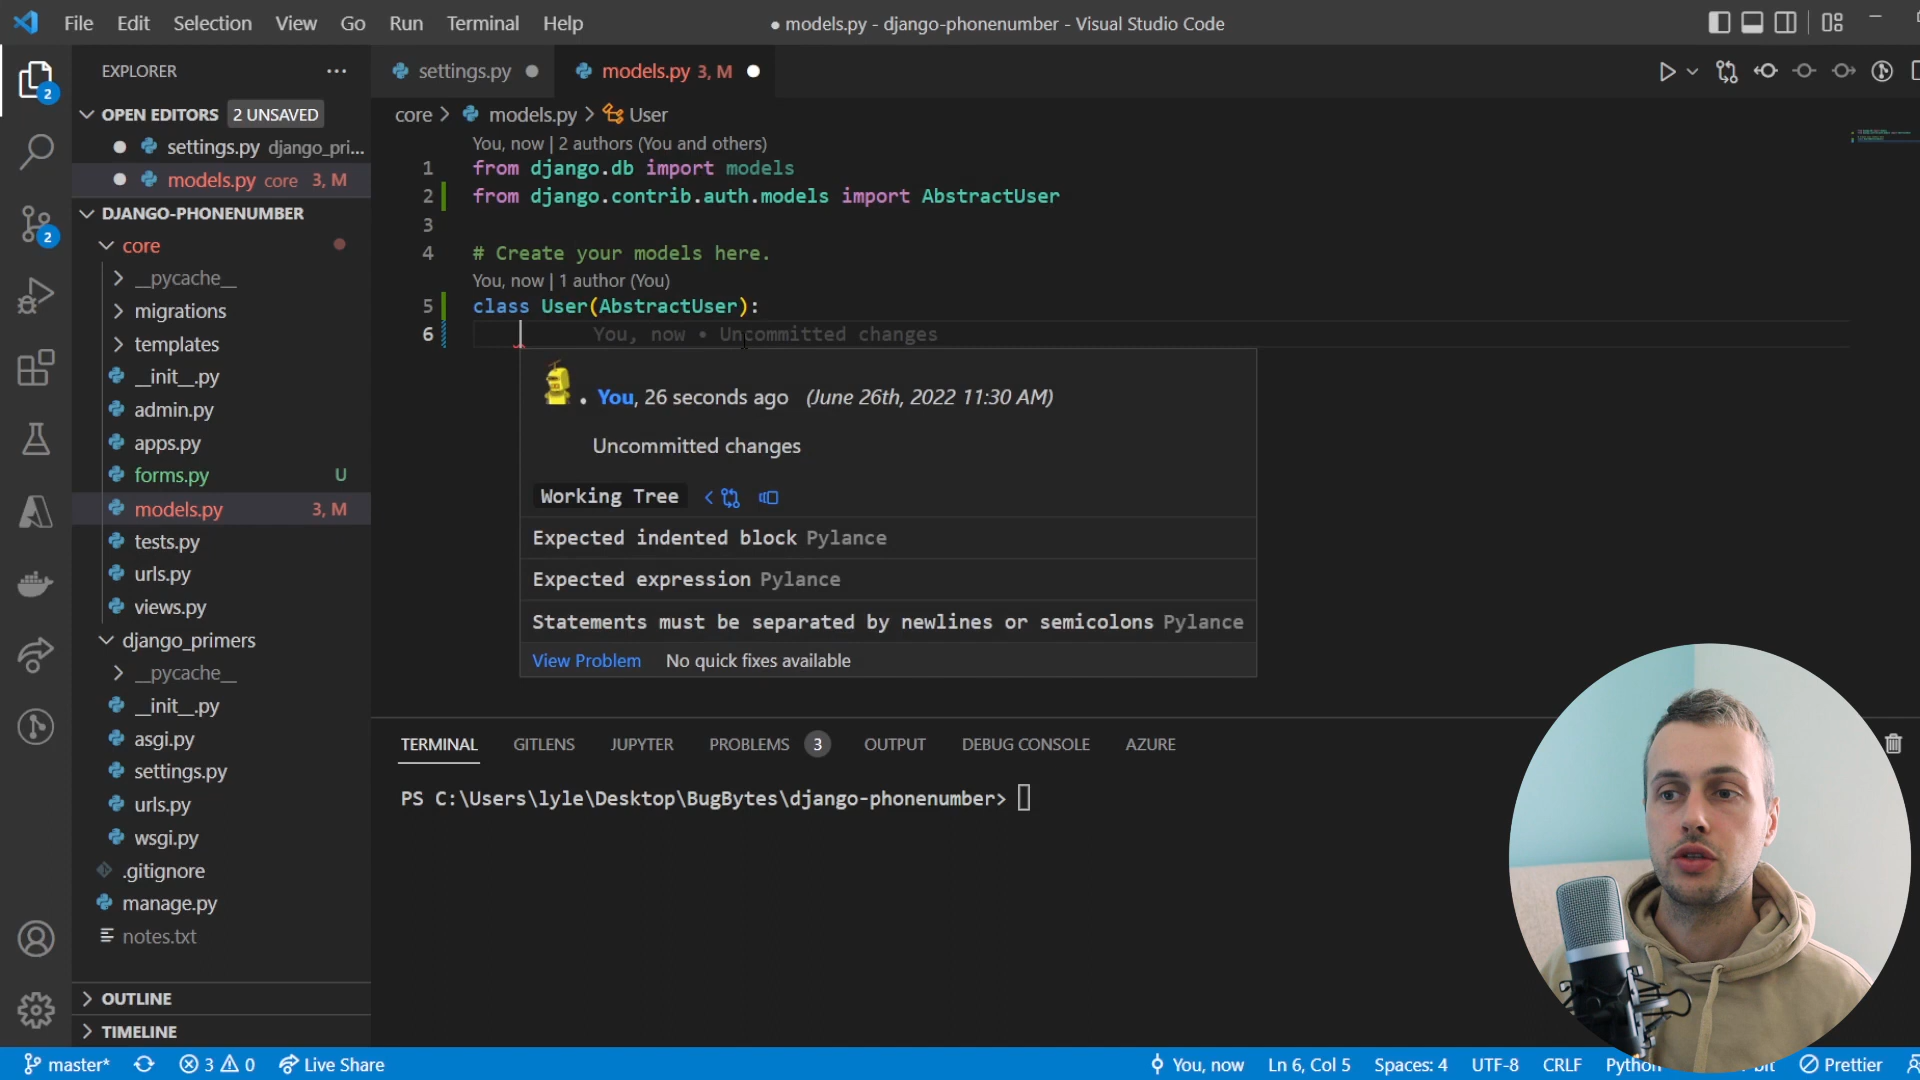 File Edit Selection View Go Run Terminal Help
● models.py - django-phonenumber - Visual Studio Code
EXPLORER
OPEN EDITORS 2 UNSAVED
settings.py django_pri...
models.py core 3, M
DJANGO-PHONENUMBER
core
__pycache__
migrations
templates
__init__.py
admin.py
apps.py
forms.py U
models.py 3, M
tests.py
urls.py
views.py
django_primers
__pycache__
__init__.py
asgi.py
settings.py
urls.py
wsgi.py
.gitignore
manage.py
notes.txt
OUTLINE
TIMELINE
2
2
settings.py
models.py 3, M
core > models.py > User
You, now | 2 authors (You and others)
1 from django.db import models
2 from django.contrib.auth.models import AbstractUser
3
4 # Create your models here.
You, now | 1 author (You)
5 class User(AbstractUser):
6 You, now • Uncommitted changes
You, 26 seconds ago (June 26th, 2022 11:30 AM)
Uncommitted changes
Working Tree
Expected indented block Pylance
Expected expression Pylance
Statements must be separated by newlines or semicolons Pylance
View Problem No quick fixes available
TERMINAL GITLENS JUPYTER PROBLEMS 3 OUTPUT DEBUG CONSOLE AZURE
PS C:\Users\lyle\Desktop\BugBytes\django-phonenumber>
master* 3 0 Live Share
You, now Ln 6, Col 5 Spaces: 4 UTF-8 CRLF Python Prettier